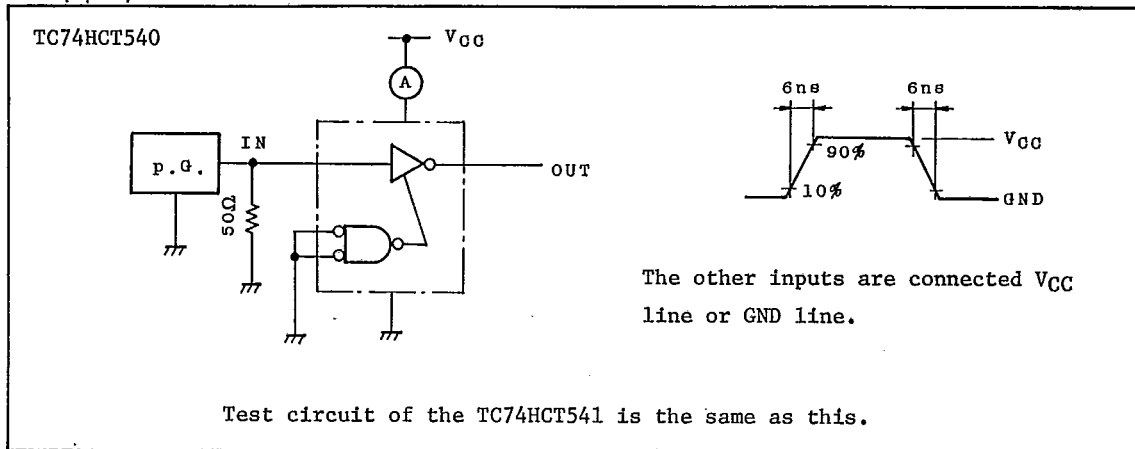 TC74HCT540
VCC
A
6ns 6ns
IN
P.G.
50Ω
OUT
VCC
90%
10%
GND
The other inputs are connected VCC
line or GND line.
Test circuit of the TC74HCT541 is the same as this.